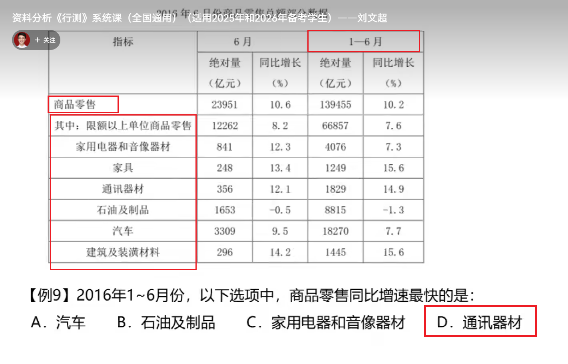 资料分析《行测》系统课（全国通用）（适用2025年和2026年备考学生）——刘文超
2016年6月份商品零售总额部分数据
+ 关注
指标 6月 1—6月
绝对量（亿元） 同比增长（%） 绝对量（亿元） 同比增长（%）
商品零售 23951 10.6 139455 10.2
其中：限额以上单位商品零售 12262 8.2 66857 7.6
家用电器和音像器材 841 12.3 4076 7.3
家具 248 13.4 1249 15.6
通讯器材 356 12.1 1829 14.9
石油及制品 1653 -0.5 8815 -1.3
汽车 3309 9.5 18270 7.7
建筑及装潢材料 296 14.2 1445 15.6
【例9】2016年1~6月份，以下选项中，商品零售同比增速最快的是：
A. 汽车 B. 石油及制品 C. 家用电器和音像器材 D. 通讯器材